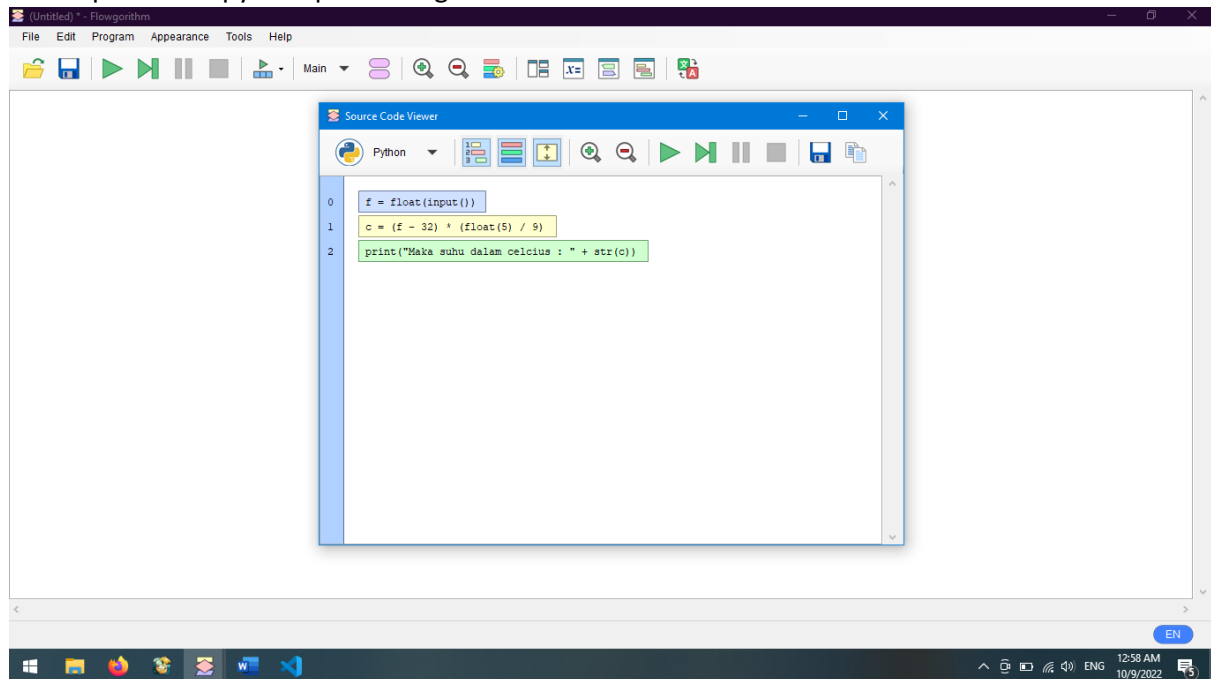 (Untitled) * - Flowgorithm
File Edit Program Appearance Tools Help
Main
Source Code Viewer
Python
0 f = float(input())
1 c = (f - 32) * (float(5) / 9)
2 print("Maka suhu dalam celcius : " + str(c))
EN
ENG
12:58 AM
10/9/2022
5